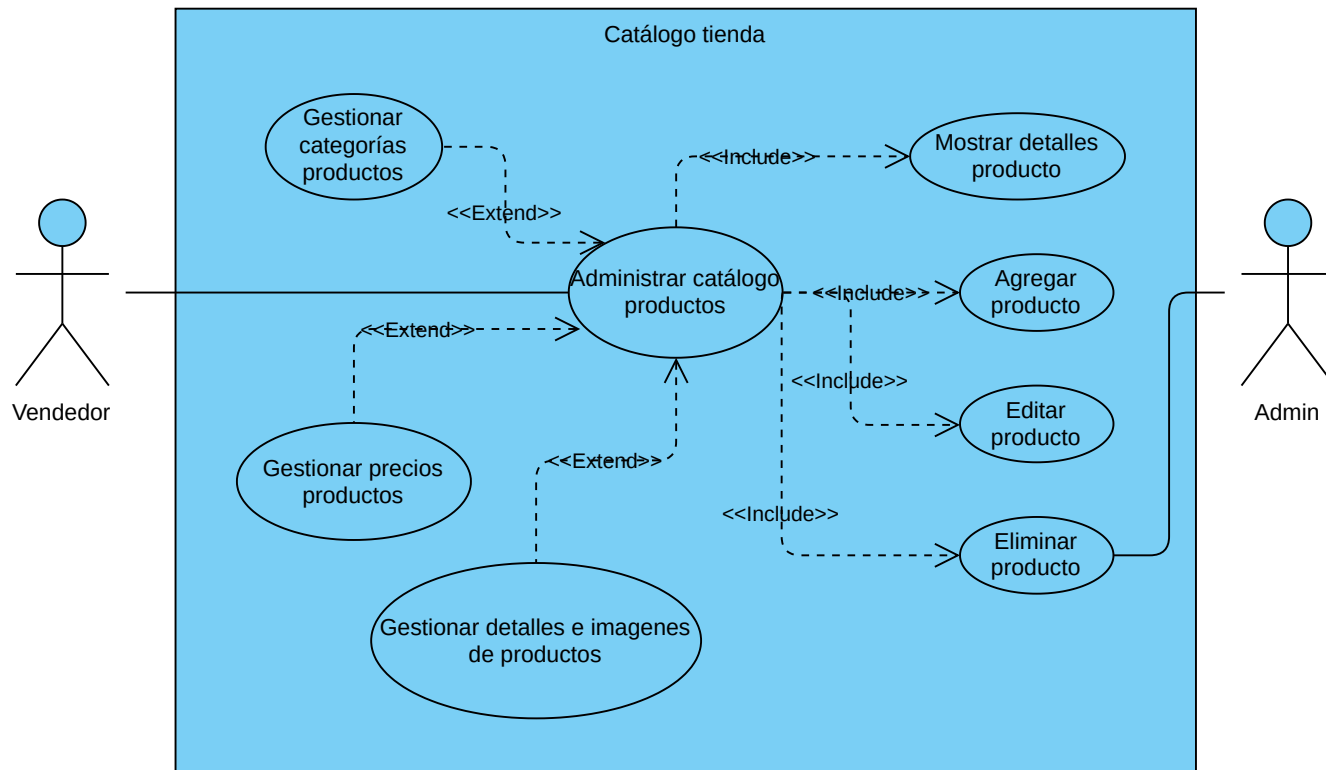 Catálogo tienda
Gestionar
categorías
productos
<<Include>>
Mostrar detalles
producto
<<Extend>>
Administrar catálogo
productos
<<Include>>
Agregar
producto
<<Extend>>
<<Include>>
Editar
producto
Vendedor
Admin
Gestionar precios
productos
<<Extend>>
<<Include>>
Eliminar
producto
Gestionar detalles e imagenes
de productos